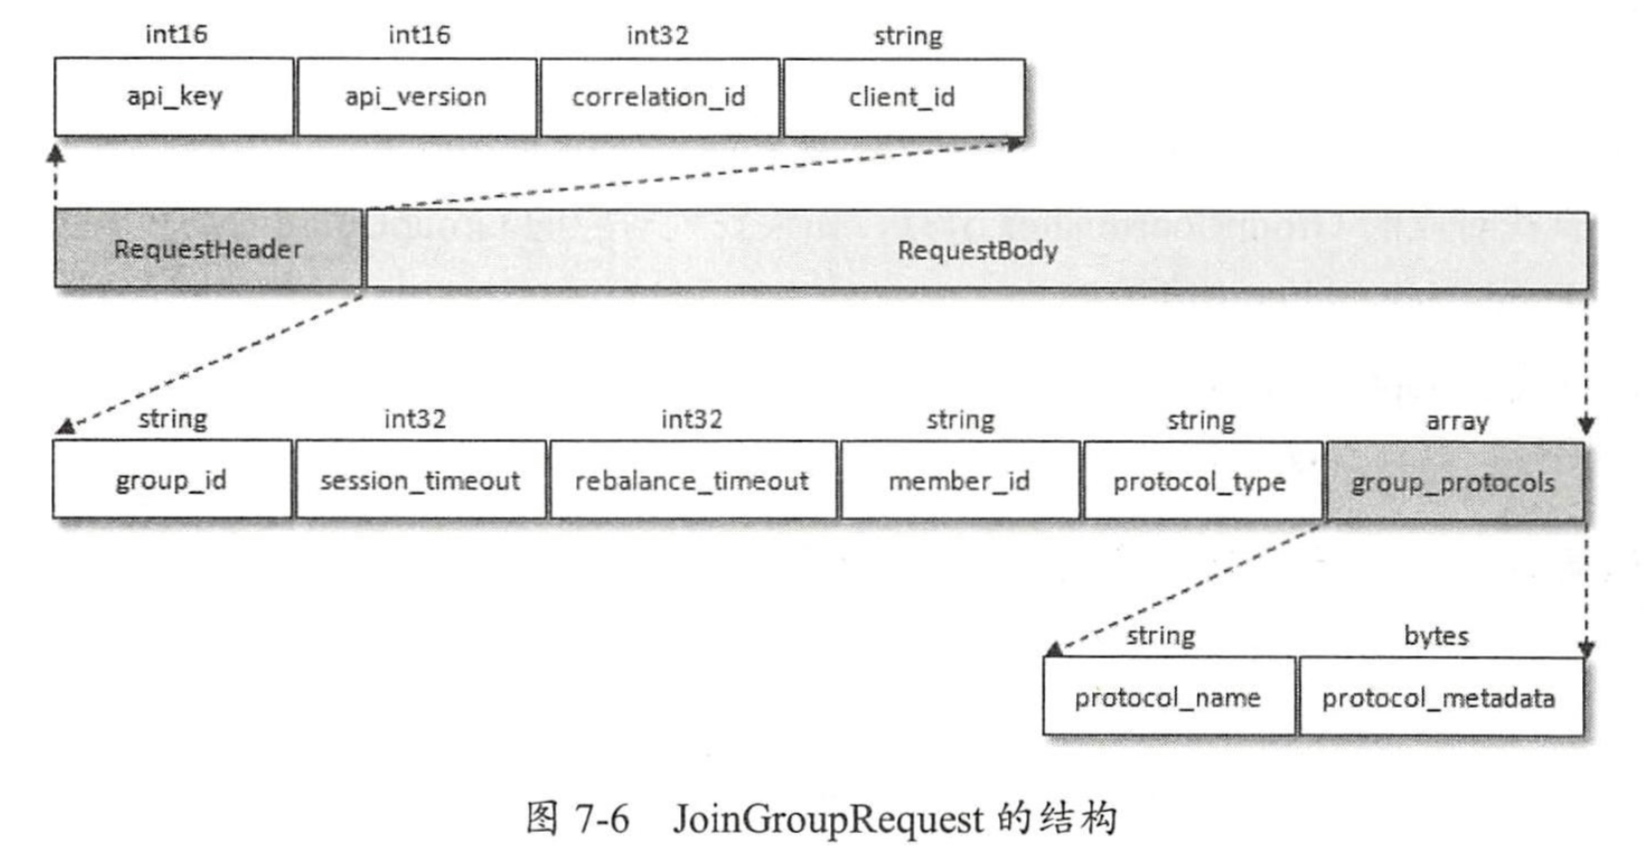 int16 int16 int32 string
api_key api_version correlation_id client_id
RequestHeader RequestBody
string int32 int32 string string array
group_id session_timeout rebalance_timeout member_id protocol_type group_protocols
string bytes
protocol_name protocol_metadata
图 7-6 JoinGroupRequest 的结构